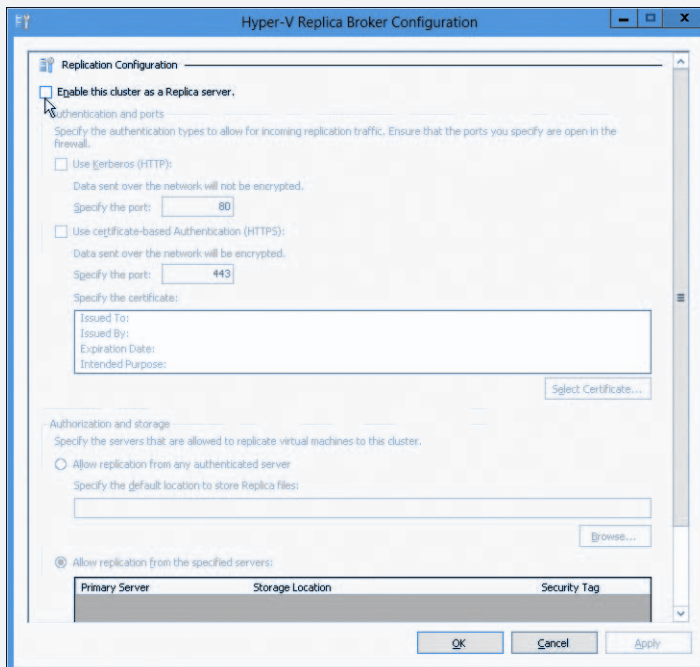 Hyper-V Replica Broker Configuration
Replication Configuration
Enable this cluster as a Replica server.
Authentication and ports
Specify the authentication types to allow for incoming replication traffic. Ensure that the ports you specify are open in the
firewall.
Use Kerberos (HTTP):
Data sent over the network will not be encrypted.
Specify the port: 80
Use certificate-based Authentication (HTTPS):
Data sent over the network will be encrypted.
Specify the port: 443
Specify the certificate:
Issued To:
Issued By:
Expiration Date:
Intended Purpose:
Select Certificate...
Authorization and storage
Specify the servers that are allowed to replicate virtual machines to this cluster.
Allow replication from any authenticated server
Specify the default location to store Replica files:
Browse...
Allow replication from the specified servers:
Primary Server Storage Location Security Tag
OK Cancel Apply